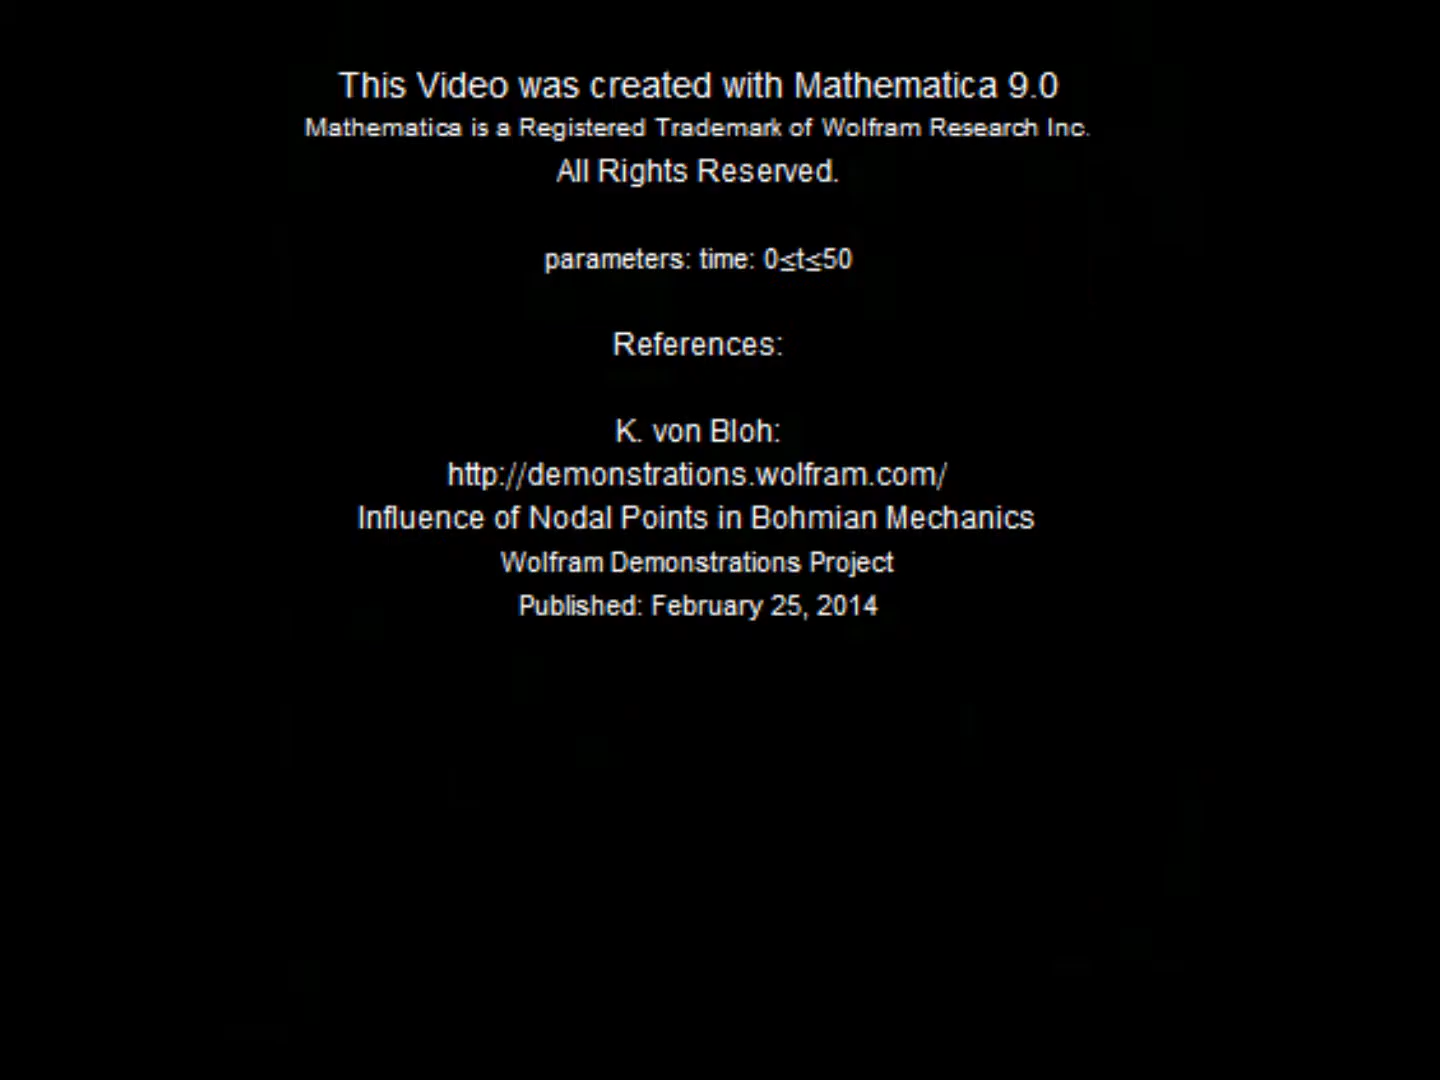 This Video was created with Mathematica 9.0
Mathematica is a Registered Trademark of Wolfram Research Inc.
All Rights Reserved.
parameters: time: 0≤t≤50
References:
K. von Bloh:
http://demonstrations.wolfram.com/
Influence of Nodal Points in Bohmian Mechanics
Wolfram Demonstrations Project
Published: February 25, 2014